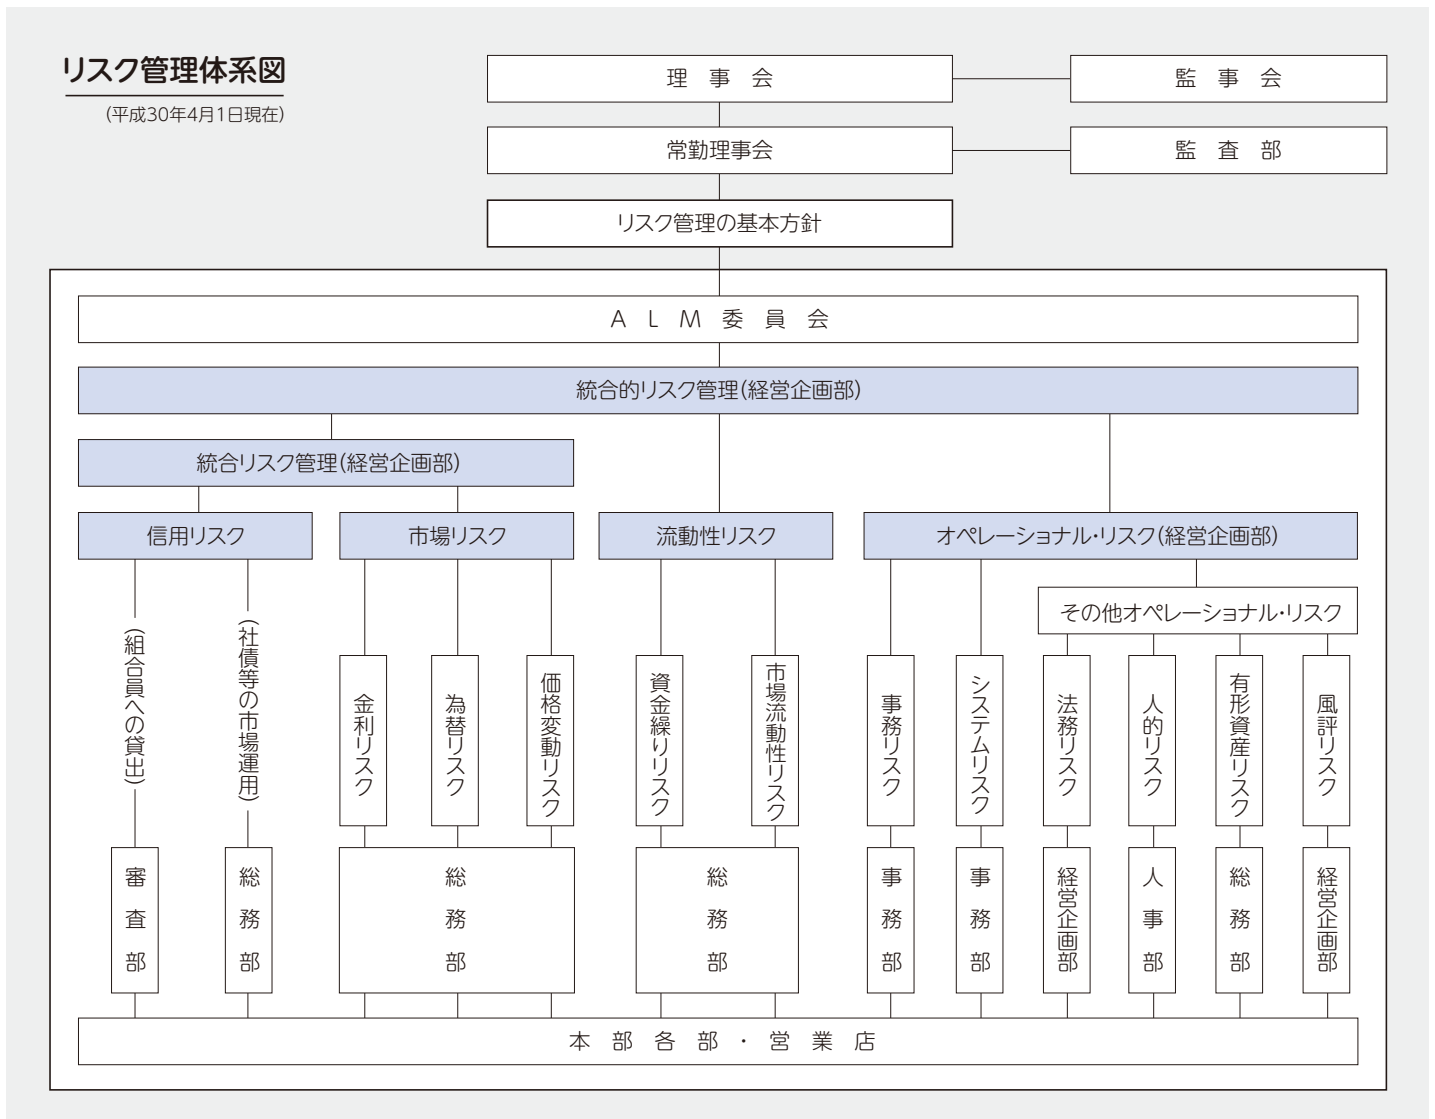 リスク管理体系図
(平成30年4月1日現在)
理事会
監事会
常勤理事会
監査部
リスク管理の基本方針
ALM委員会
統合的リスク管理(経営企画部)
統合リスク管理(経営企画部)
信用リスク
市場リスク
流動性リスク
オペレーショナル・リスク(経営企画部)
その他オペレーショナル・リスク
(組合員への貸出)
(社債等の市場運用)
金利リスク
為替リスク
価格変動リスク
資金繰りリスク
市場流動性リスク
事務リスク
システムリスク
法務リスク
人的リスク
有形資産リスク
風評リスク
審査部
総務部
総務部
総務部
事務部
事務部
経営企画部
人事部
総務部
経営企画部
本部各部・営業店